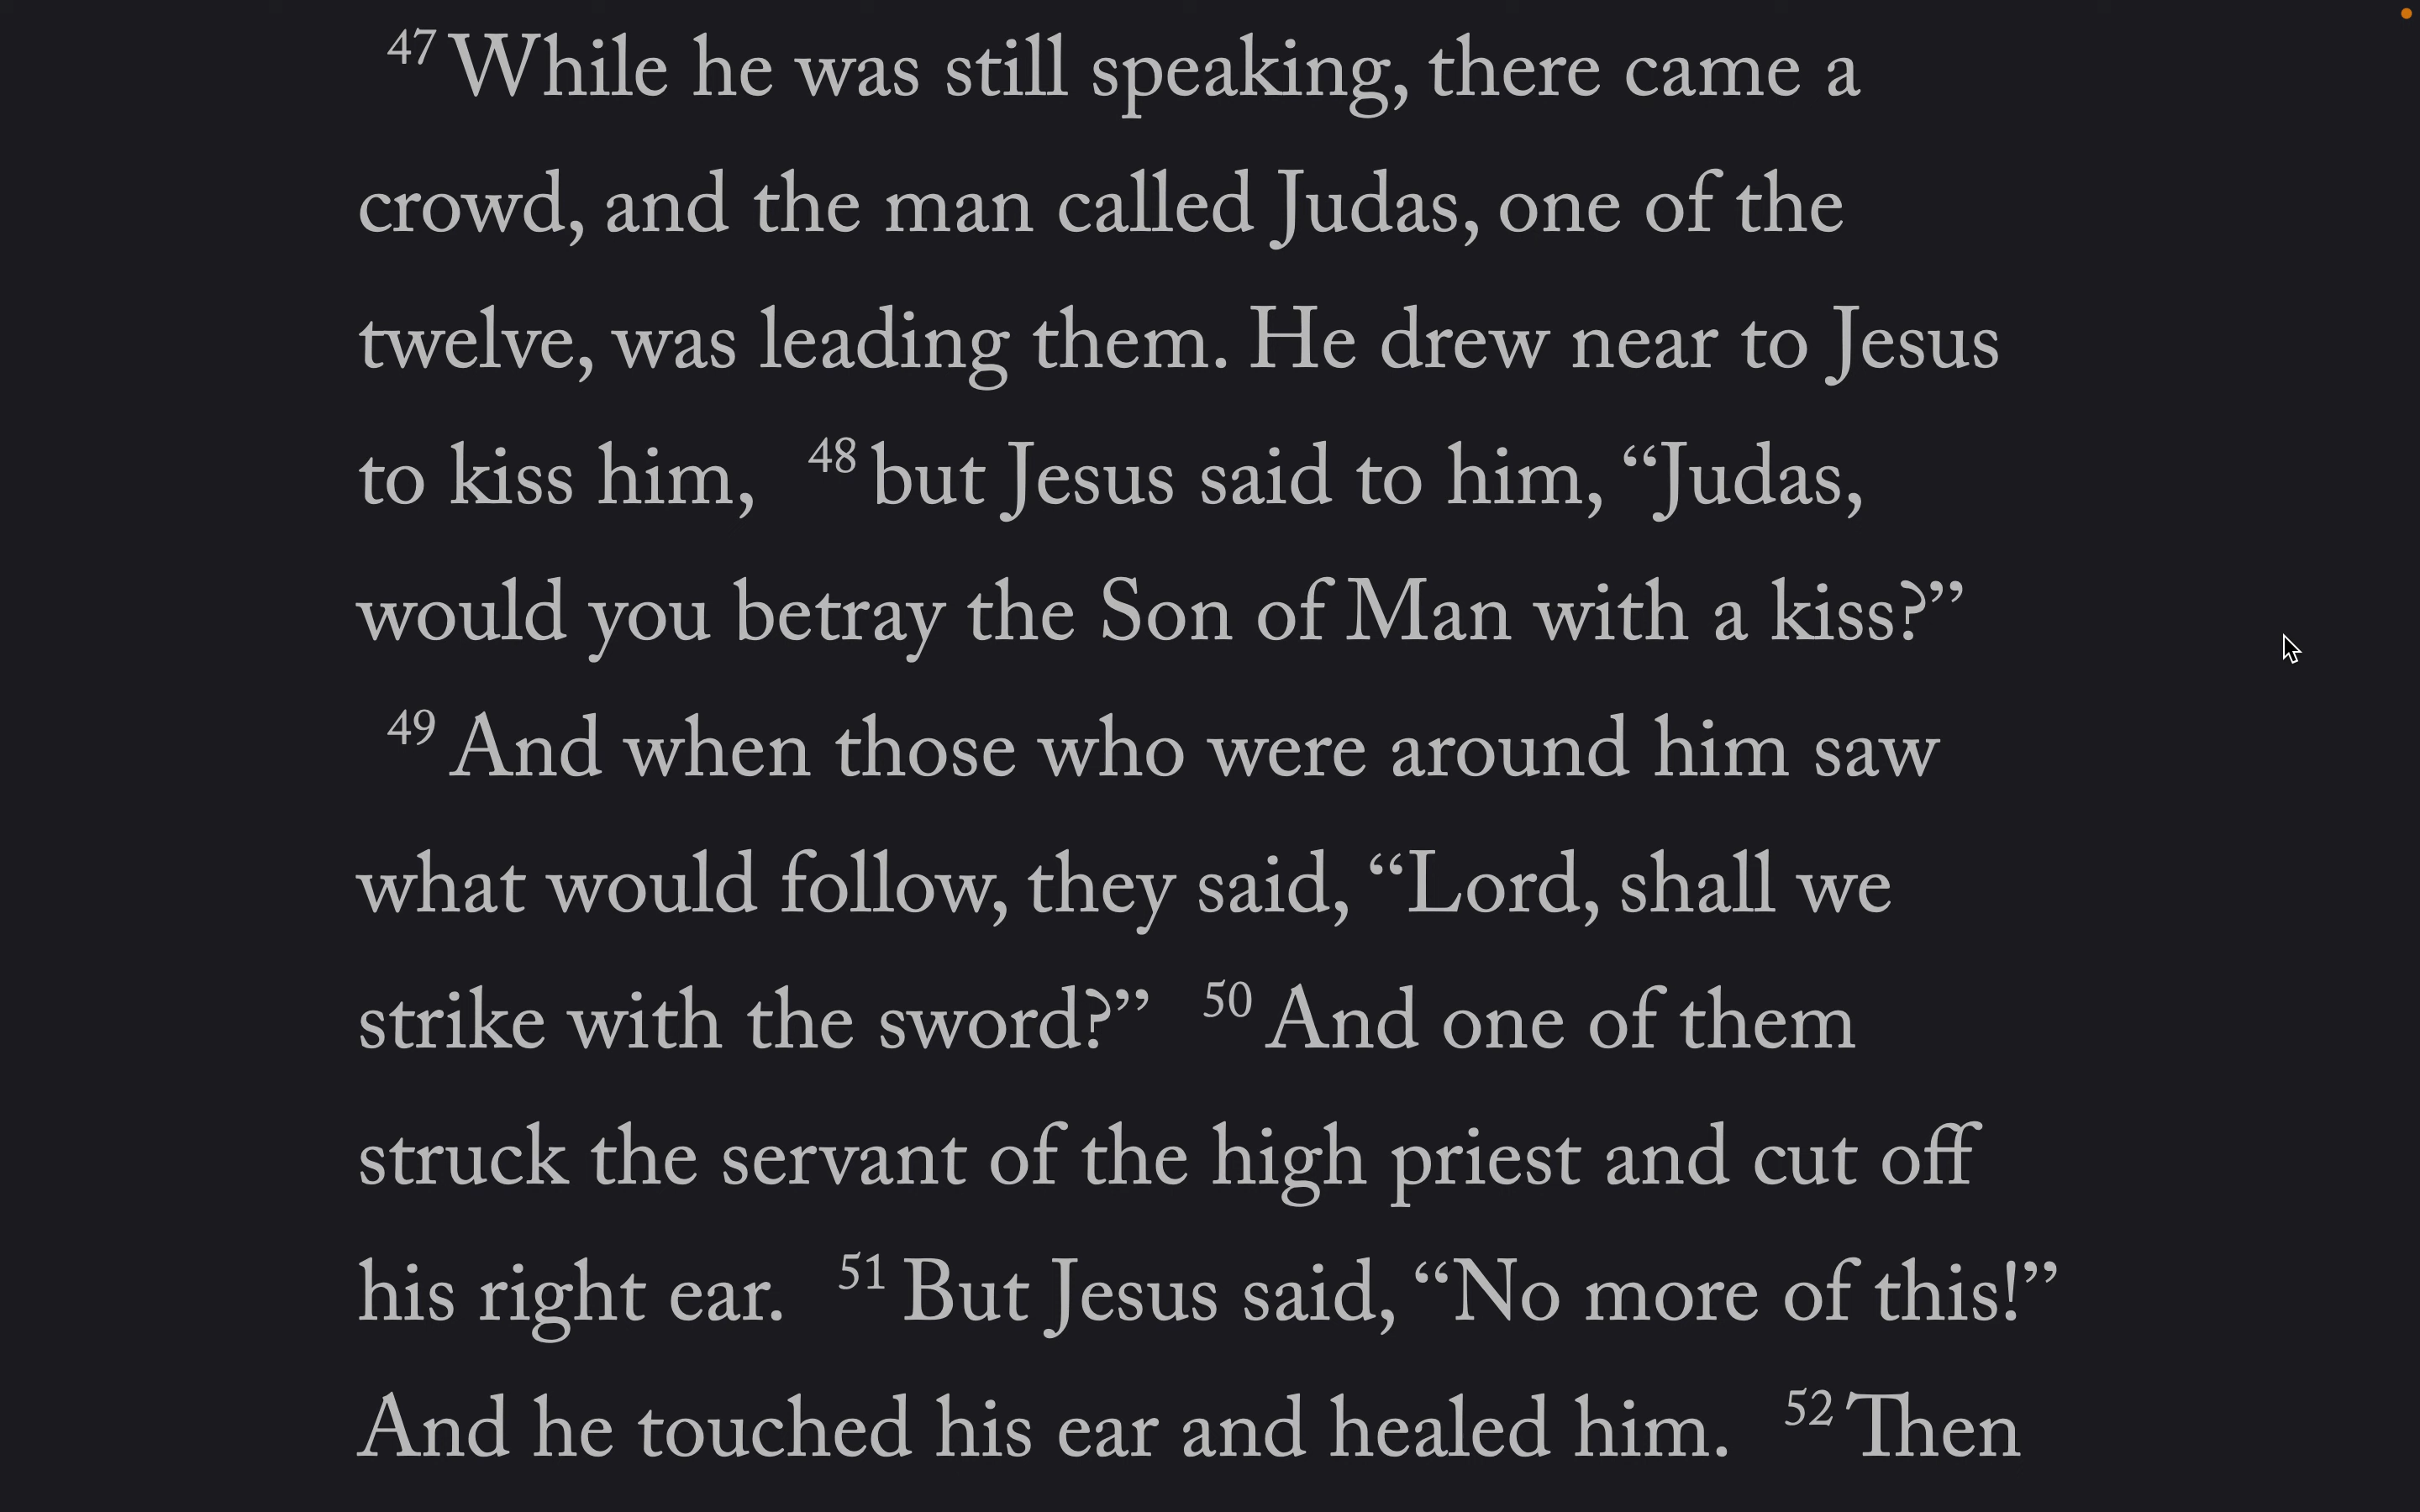 47 While he was still speaking, there came a
crowd, and the man called Judas, one of the
twelve, was leading them. He drew near to Jesus
to kiss him, 48 but Jesus said to him, “Judas,
would you betray the Son of Man with a kiss?”
49 And when those who were around him saw
what would follow, they said, “Lord, shall we
strike with the sword?” 50 And one of them
struck the servant of the high priest and cut off
his right ear. 51 But Jesus said, “No more of this!”
And he touched his ear and healed him. 52 Then